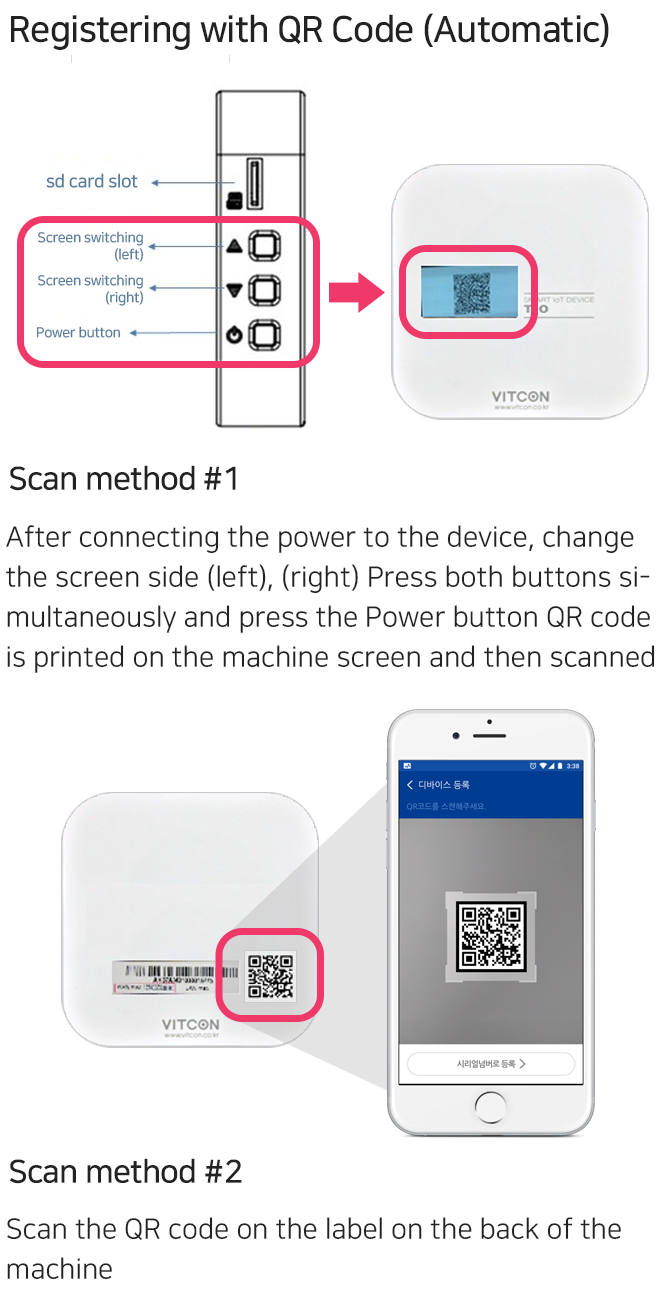 Registering with QR Code (Automatic)
sd card slot
Screen switching
(left)
Screen switching
(right)
Power button
SMART IoT DEVICE
VITCON
www.vitcon.co.kr
Scan method #1
After connecting the power to the device, change
the screen side (left), (right) Press both buttons si-
multaneously and press the Power button QR code
is printed on the machine screen and then scanned
3:38
디바이스 등록
QR코드를 스캔해주세요.
VITCON
www.vitcon.co.kr
시리얼넘버로 등록
Scan method #2
Scan the QR code on the label on the back of the
machine